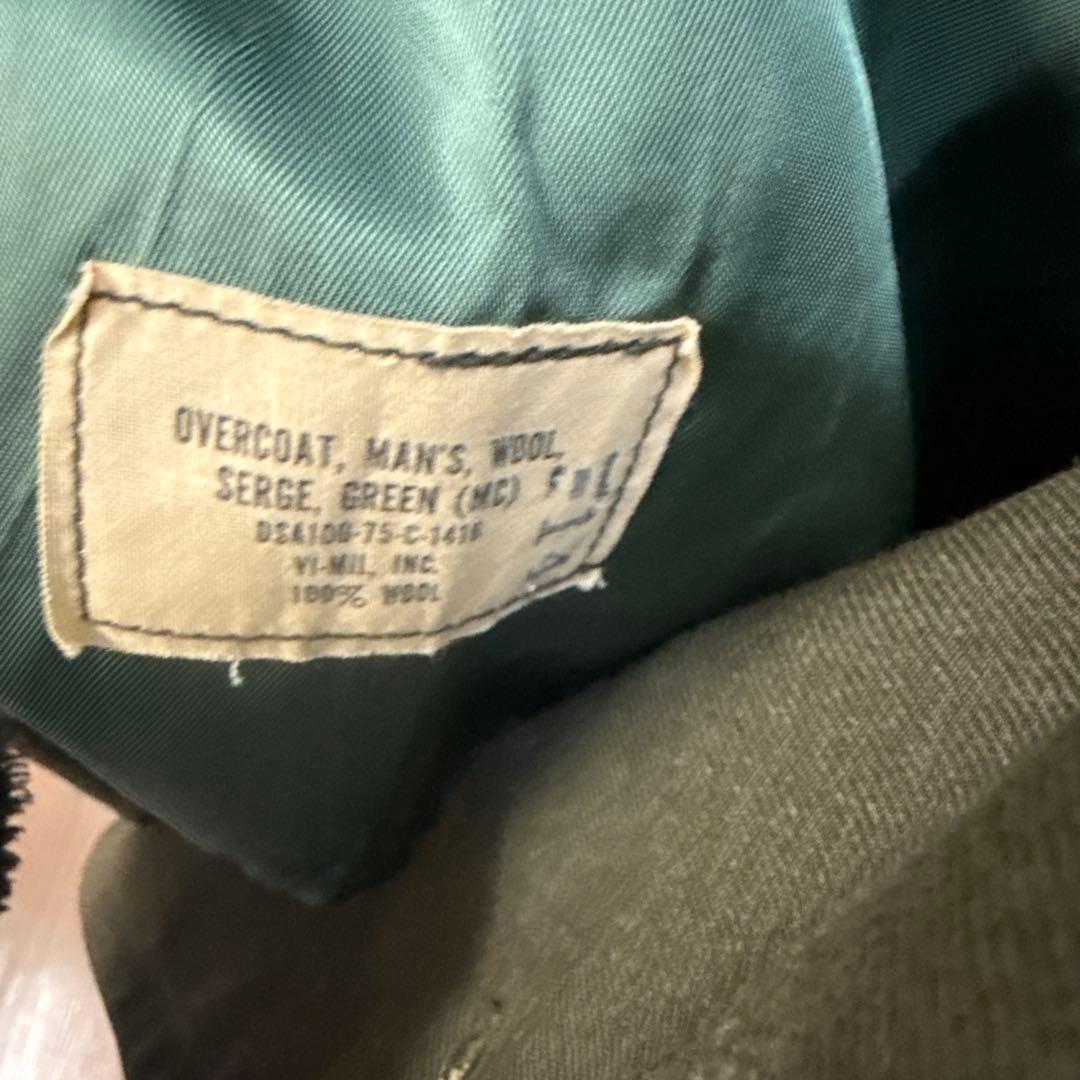 OVERCOAT, MAN'S, WOOL,
SERGE, GREEN (MC)
DSA100-75-C-1416
VI-MIL, INC.
100% WOOL